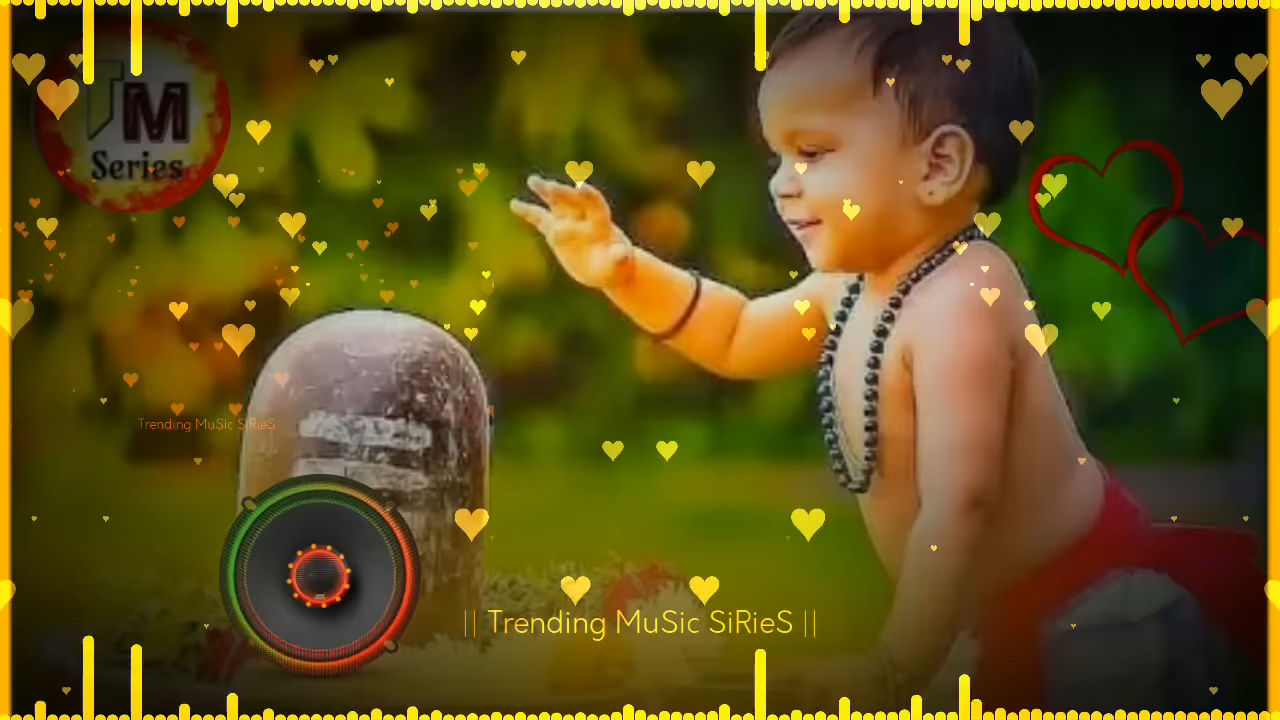 TM
Series
Trending MuSic SiRieS
|| Trending MuSic SiRieS ||